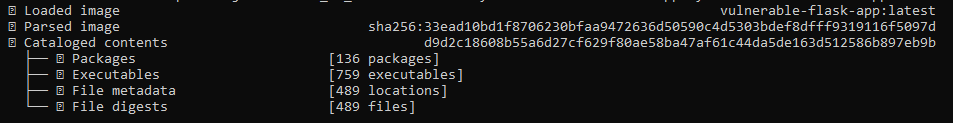 Loaded image vulnerable-flask-app:latest
Parsed image sha256:33ead10bd1f8706230bfaa9472636d50590c4d5303bdef8dfff9319116f5097d
Cataloged contents d9d2c18608b55a6d27cf629f80ae58ba47af61c44da5de163d512586b897eb9b
├── Packages [136 packages]
├── Executables [759 executables]
├── File metadata [489 locations]
└── File digests [489 files]